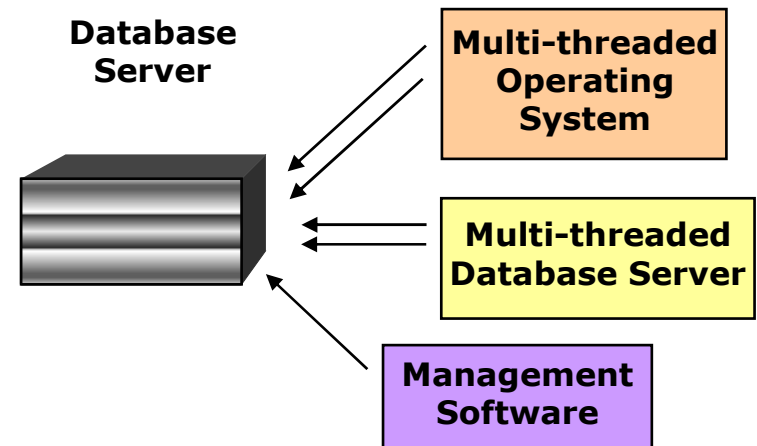 Database
Server
Multi-threaded
Operating
System
Multi-threaded
Database Server
Management
Software